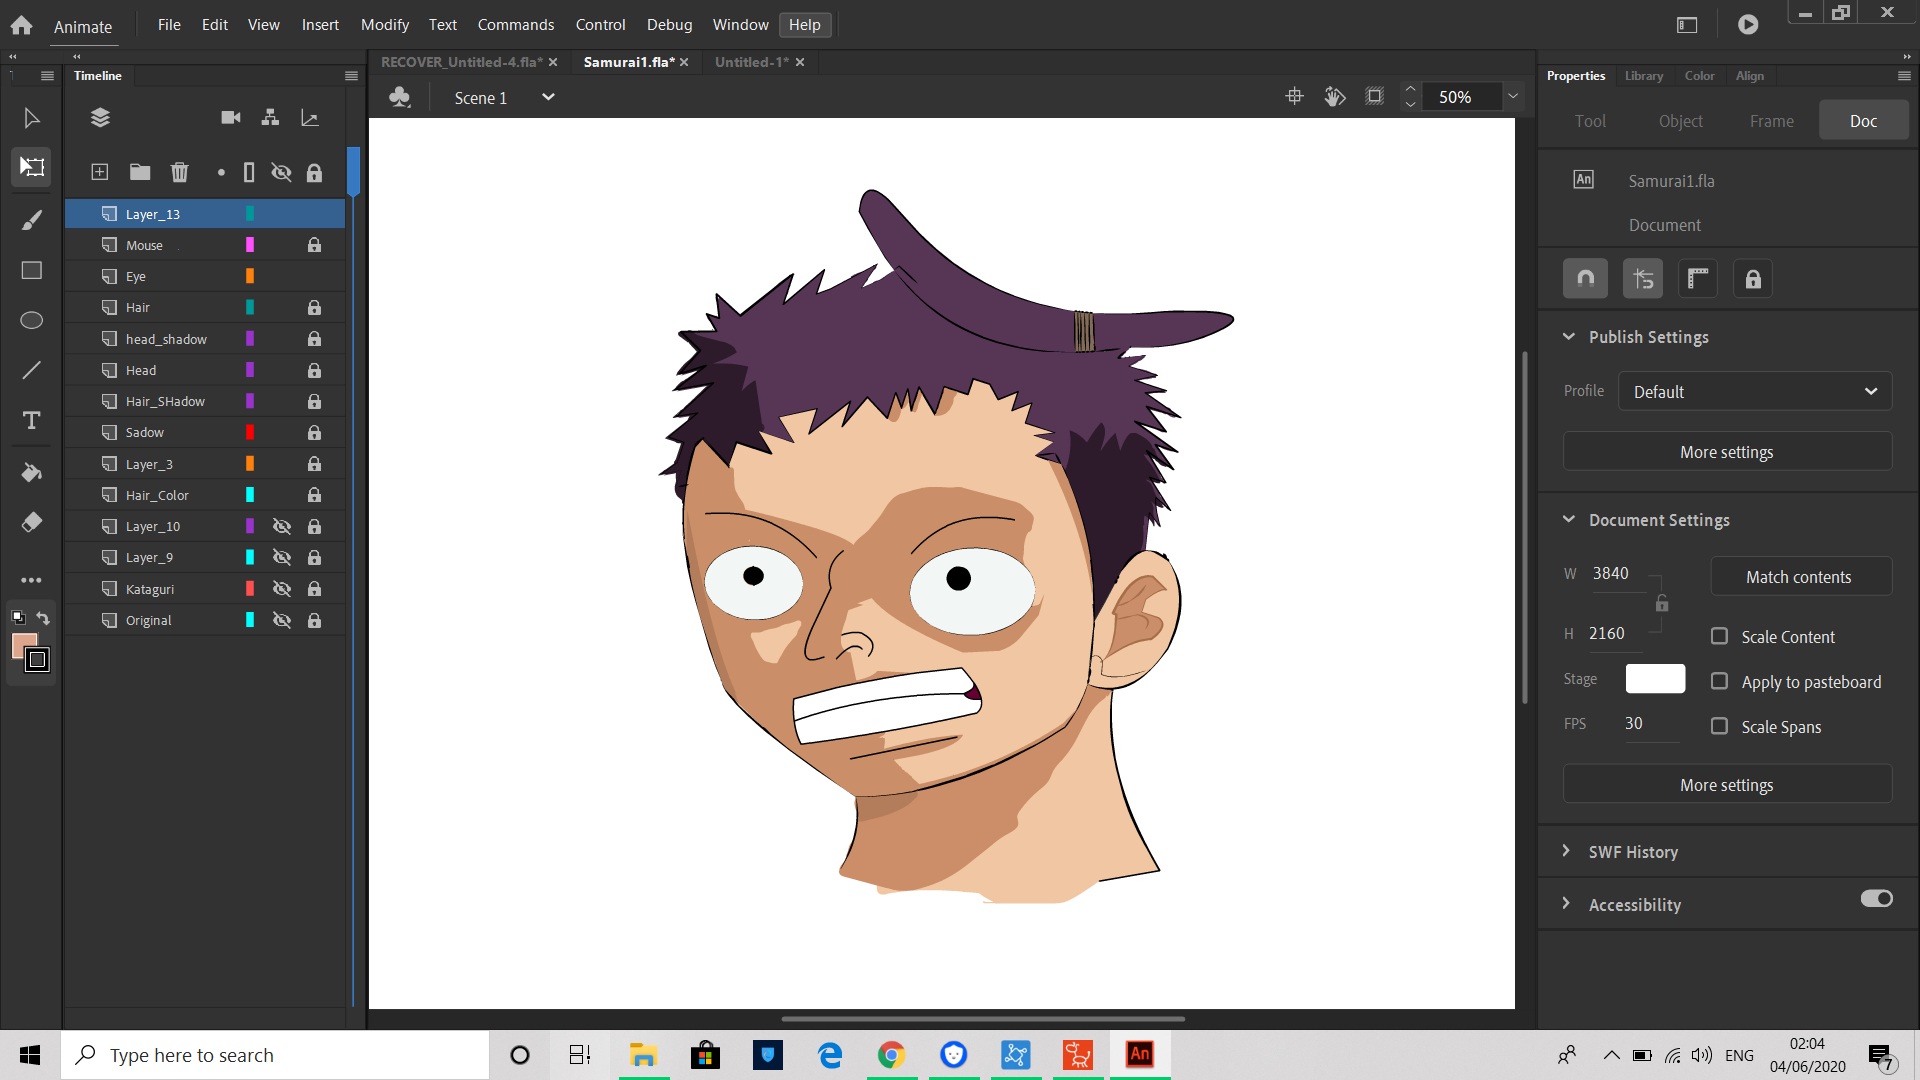 Animate File Edit View Insert Modify Text Commands Control Debug Window Help
Timeline
RECOVER_Untitled-4.fla* Samurai1.fla* Untitled-1*
Scene 1
50%
Layer_13
Mouse
Eye
Hair
head_shadow
Head
Hair_SHadow
Sadow
Layer_3
Hair_Color
Layer_10
Layer_9
Kataguri
Original
Properties Library Color Align
Tool Object Frame Doc
An Samurai1.fla
Document
Publish Settings
Profile Default
More settings
Document Settings
W 3840 Match contents
H 2160 Scale Content
Stage Apply to pasteboard
FPS 30 Scale Spans
More settings
SWF History
Accessibility
Type here to search
An
ENG
02:04
04/06/2020
7